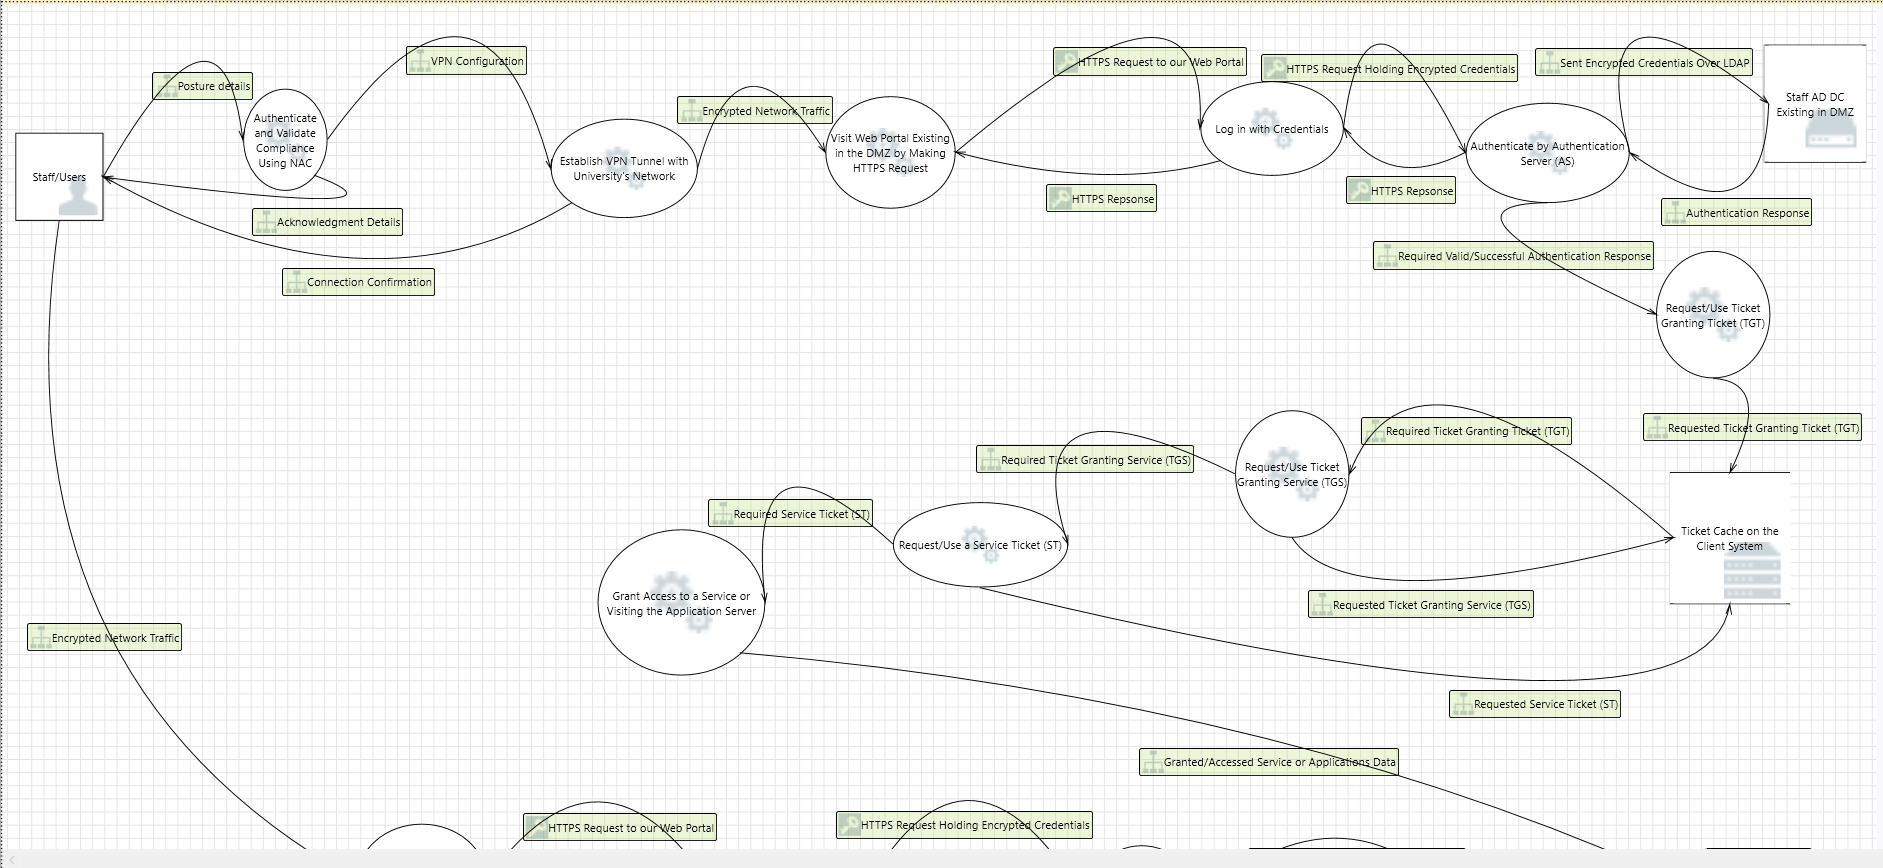 VPN Configuration
HTTPS Request to our Web Portal
HTTPS Request Holding Encrypted Credentials
Sent Encrypted Credentials Over LDAP
Posture details
Encrypted Network Traffic
Staff AD DC
Existing in DMZ
Authenticate
and Validate
Compliance
Using NAC
Log in with Credentials
Visit Web Portal Existing
in the DMZ by Making
HTTPS Request
Authenticate by Authentication
Server (AS)
Establish VPN Tunnel with
University's Network
Staff/Users
HTTPS Repsonse
HTTPS Repsonse
Authentication Response
Acknowledgment Details
Required Valid/Successful Authentication Response
Connection Confirmation
Request/Use Ticket
Granting Ticket (TGT)
Requested Ticket Granting Ticket (TGT)
Required Ticket Granting Ticket (TGT)
Required Ticket Granting Service (TGS)
Request/Use Ticket
Granting Service (TGS)
Required Service Ticket (ST)
Ticket Cache on the
Client System
Request/Use a Service Ticket (ST)
Grant Access to a Service or
Visiting the Application Server
Requested Ticket Granting Service (TGS)
Encrypted Network Traffic
Requested Service Ticket (ST)
Granted/Accessed Service or Applications Data
HTTPS Request to our Web Portal
HTTPS Request Holding Encrypted Credentials